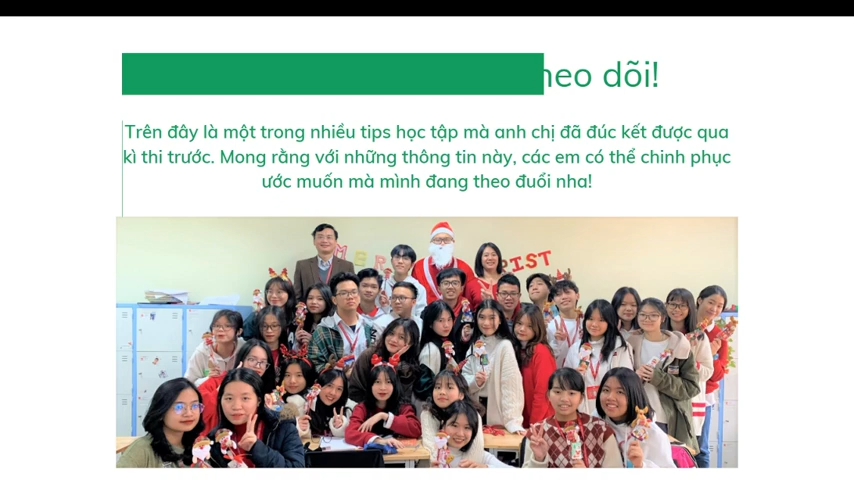 heo dõi!
Trên đây là một trong nhiều tips học tập mà anh chị đã đúc kết được qua
kì thi trước. Mong rằng với những thông tin này, các em có thể chinh phục
ước muốn mà mình đang theo đuổi nha!
MER
RIST